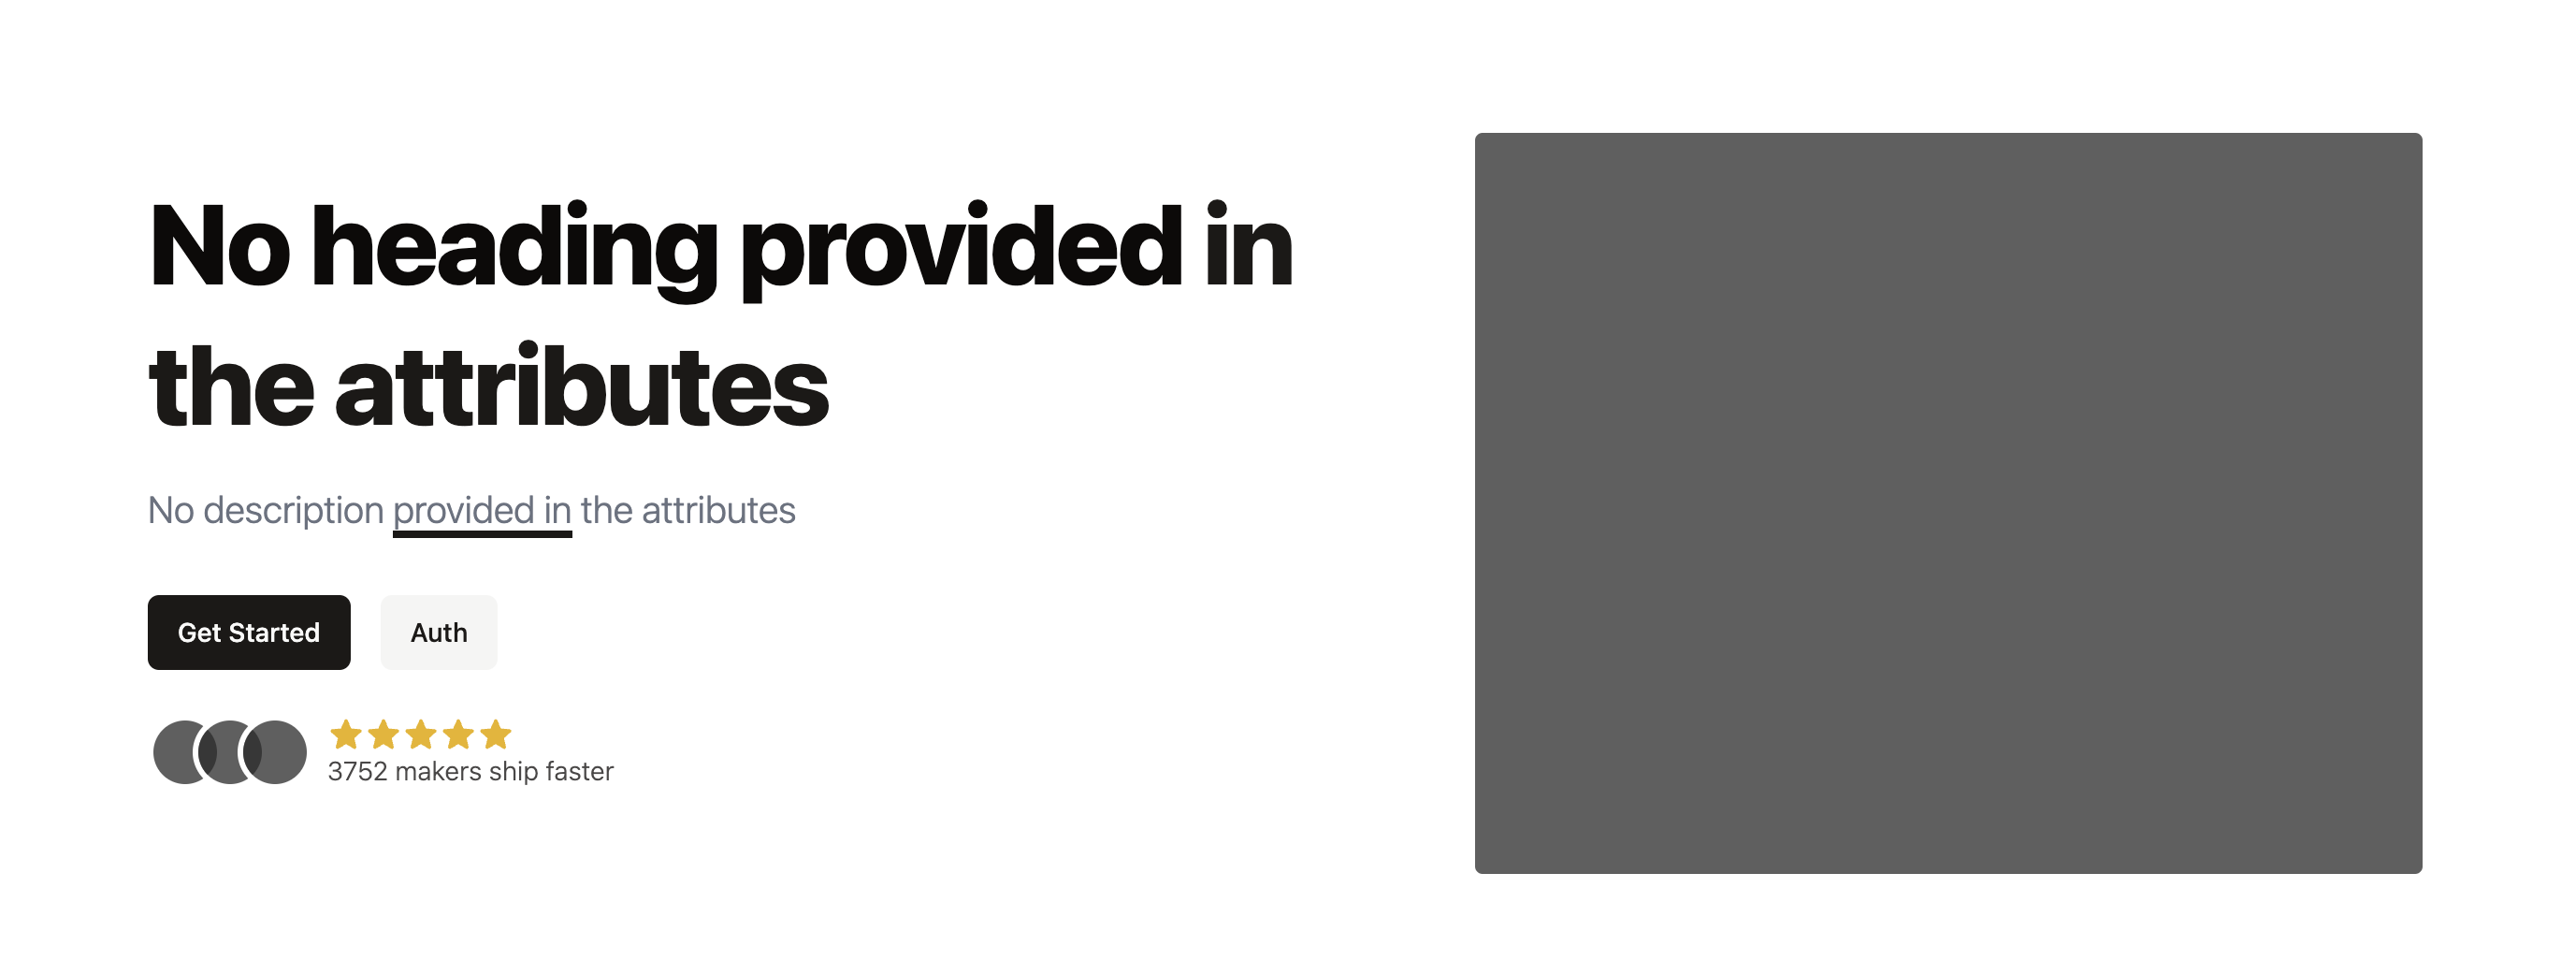 No heading provided in
the attributes
No description provided in the attributes
Get Started
Auth
3752 makers ship faster